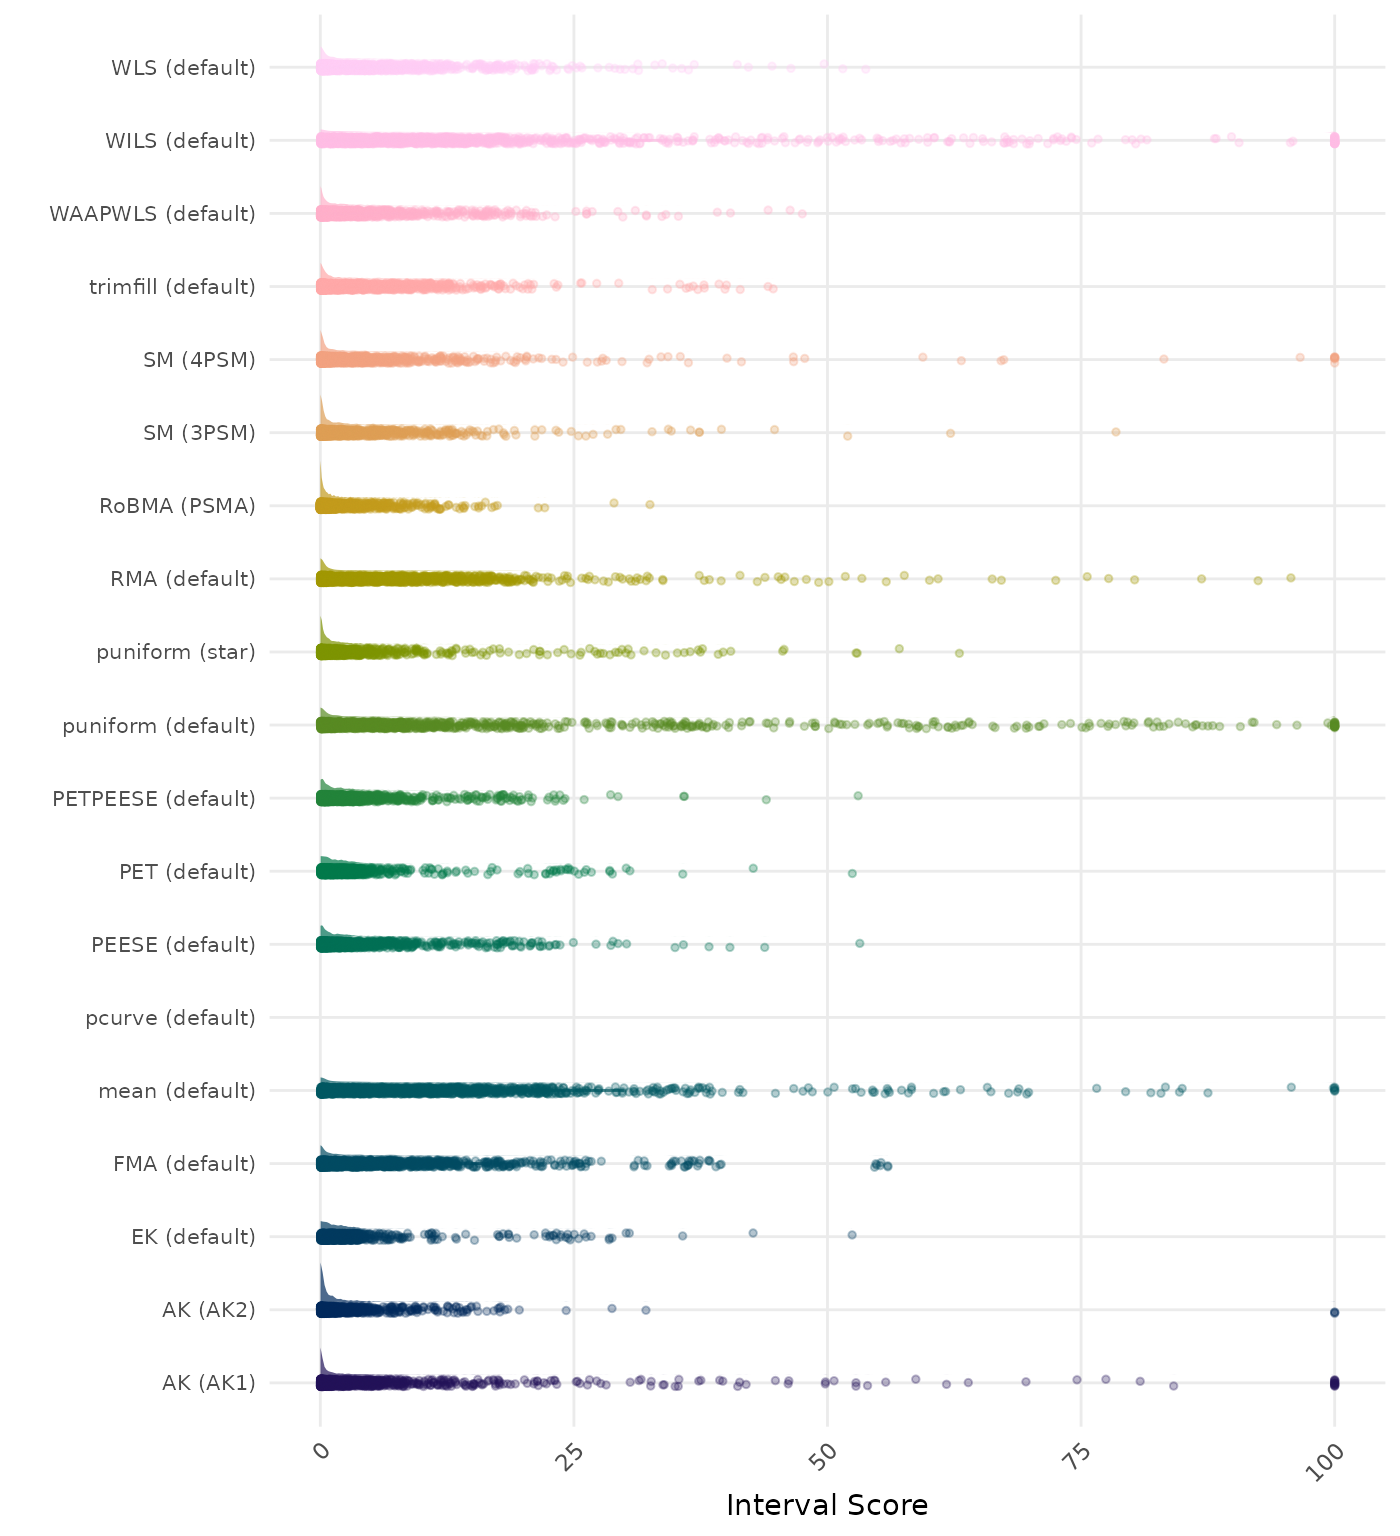 WLS (default)
WILS (default)
WAAPWLS (default)
trimfill (default)
SM (4PSM)
SM (3PSM)
RoBMA (PSMA)
RMA (default)
puniform (star)
puniform (default)
PETPEESE (default)
PET (default)
PEESE (default)
pcurve (default)
mean (default)
FMA (default)
EK (default)
AK (AK2)
AK (AK1)
0 25 50 75 100
Interval Score